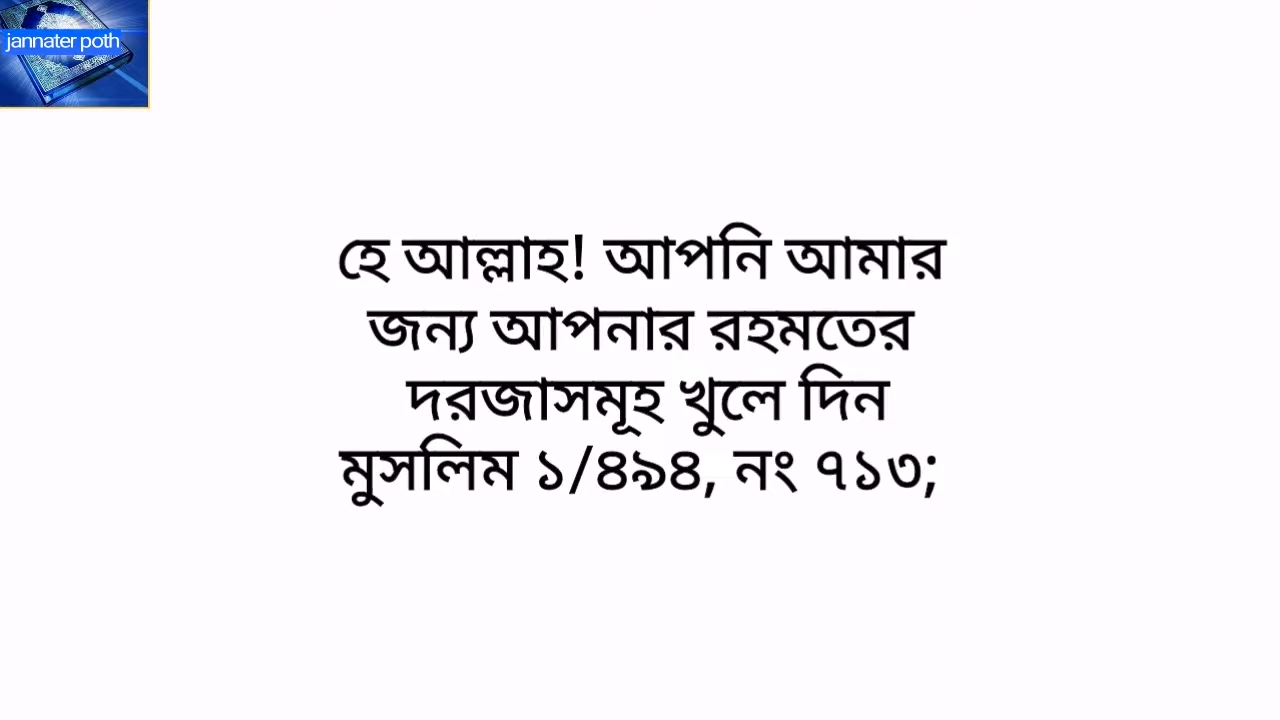 jannater poth
হে আল্লাহ! আপনি আমার
জন্য আপনার রহমতের
দরজাসমূহ খুলে দিন
মুসলিম ১/৪৯৪, নং ৭১৩;